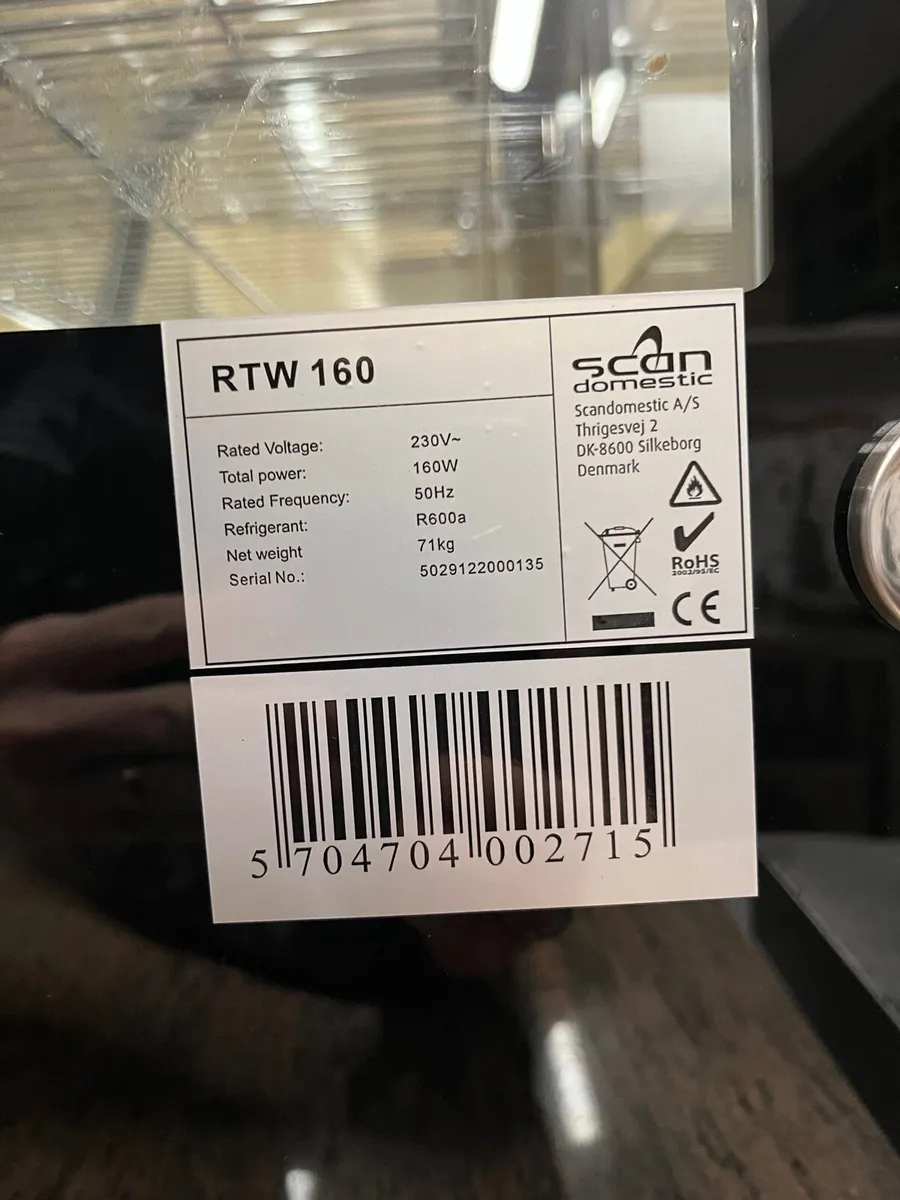 RTW 160
Rated Voltage: 230V~
Total power: 160W
Rated Frequency: 50Hz
Refrigerant: R600a
Net weight 71kg
Serial No.: 5029122000135
scan
domestic
Scandomestic A/S
Thrigesvej 2
DK-8600 Silkeborg
Denmark
RoHS
2002/95/EC
CE
5 704704 002715